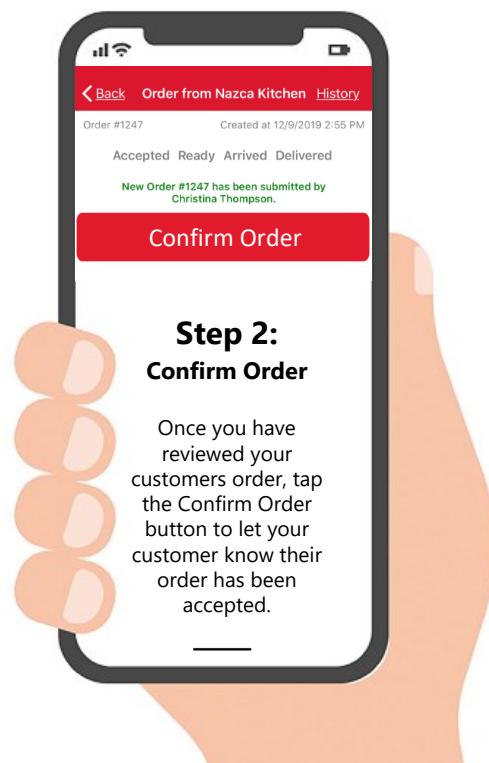 Back Order from Nazca Kitchen History
Order #1247 Created at 12/9/2019 2:55 PM
Accepted Ready Arrived Delivered
New Order #1247 has been submitted by
Christina Thompson.
Confirm Order
Step 2:
Confirm Order
Once you have
reviewed your
customers order, tap
the Confirm Order
button to let your
customer know their
order has been
accepted.